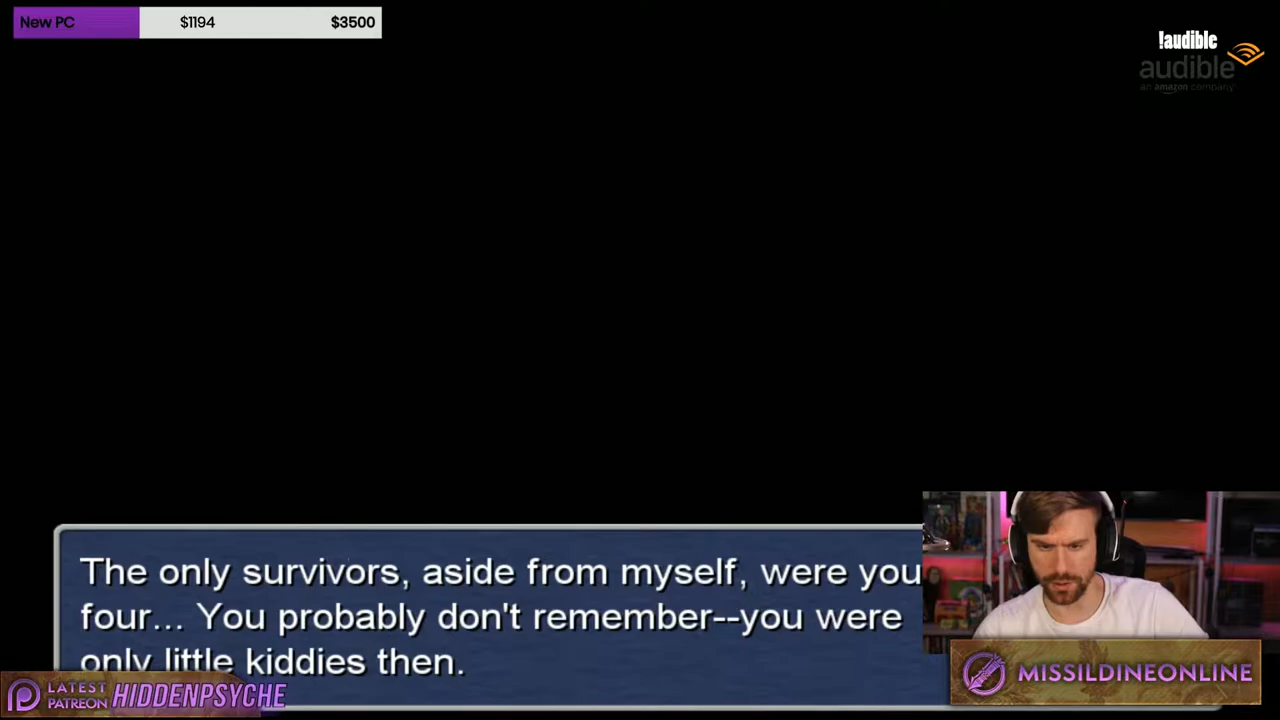 New PC $1194 $3500
!audible
audible
an amazon company
The only survivors, aside from myself, were you
four... You probably don't remember--you were
only little kiddies then.
LATEST
PATREON HIDDENPSYCHE
MISSILDINEONLINE